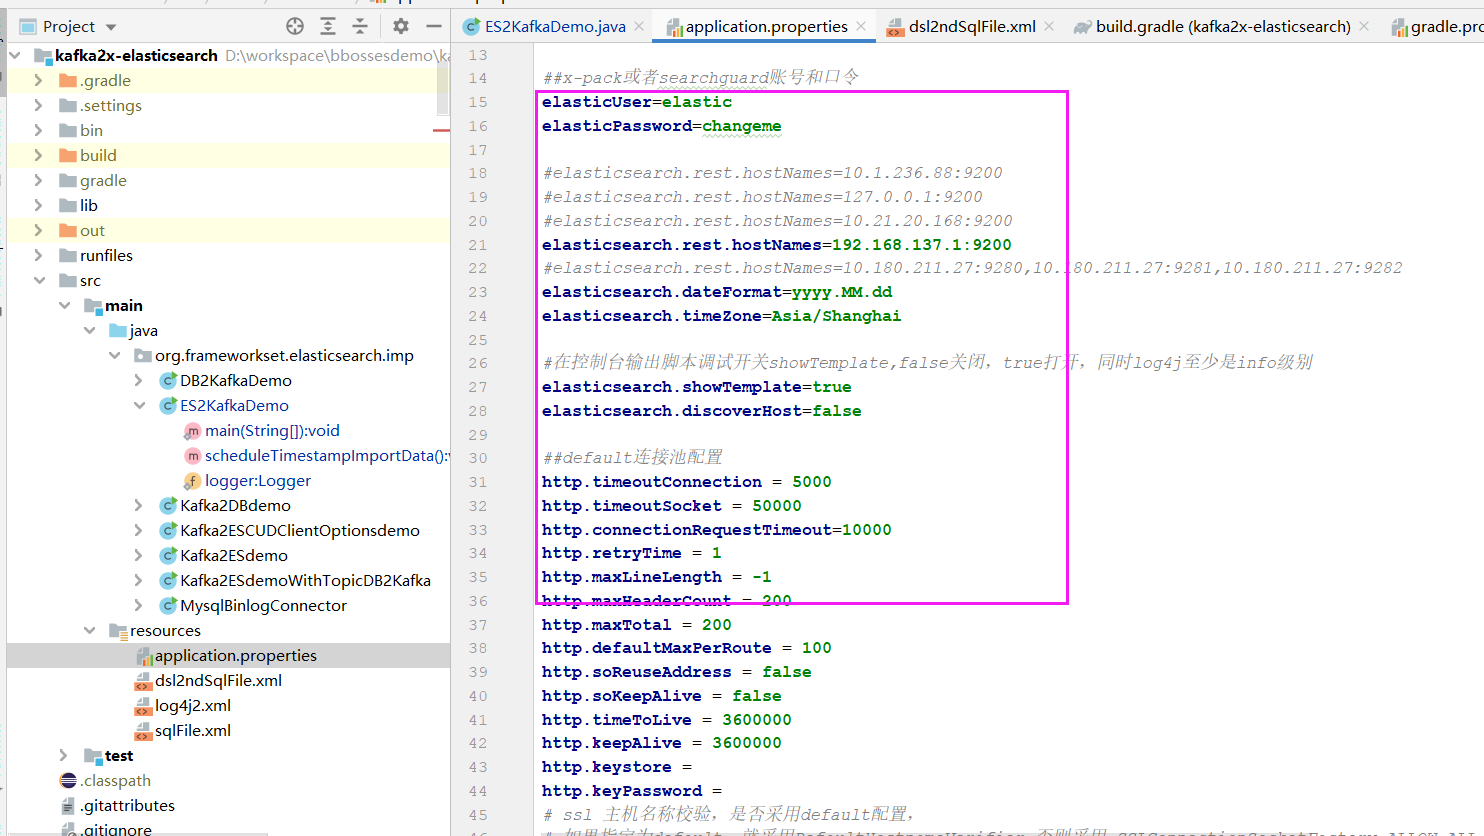 Project
ES2KafkaDemo.java
application.properties
dsl2ndSqlFile.xml
build.gradle (kafka2x-elasticsearch)
gradle.pro
kafka2x-elasticsearch D:\workspace\bbossesdemo\ka
.gradle
.settings
bin
build
gradle
lib
out
runfiles
src
main
java
org.frameworkset.elasticsearch.imp
DB2KafkaDemo
ES2KafkaDemo
main(String[]):void
scheduleTimestampImportData():v
logger:Logger
Kafka2DBdemo
Kafka2ESCUDClientOptionsdemo
Kafka2ESdemo
Kafka2ESdemoWithTopicDB2Kafka
MysqlBinlogConnector
resources
application.properties
dsl2ndSqlFile.xml
log4j2.xml
sqlFile.xml
test
.classpath
.gitattributes
.gitignore
13
14 ##x-pack或者searchguard账号和口令
15 elasticUser=elastic
16 elasticPassword=changeme
17
18 #elasticsearch.rest.hostNames=10.1.236.88:9200
19 #elasticsearch.rest.hostNames=127.0.0.1:9200
20 #elasticsearch.rest.hostNames=10.21.20.168:9200
21 elasticsearch.rest.hostNames=192.168.137.1:9200
22 #elasticsearch.rest.hostNames=10.180.211.27:9280,10.180.211.27:9281,10.180.211.27:9282
23 elasticsearch.dateFormat=yyyy.MM.dd
24 elasticsearch.timeZone=Asia/Shanghai
25
26 #在控制台输出脚本调试开关showTemplate,false关闭，true打开，同时log4j至少是info级别
27 elasticsearch.showTemplate=true
28 elasticsearch.discoverHost=false
29
30 ##default连接池配置
31 http.timeoutConnection = 5000
32 http.timeoutSocket = 50000
33 http.connectionRequestTimeout=10000
34 http.retryTime = 1
35 http.maxLineLength = -1
36 http.maxHeaderCount = 200
37 http.maxTotal = 200
38 http.defaultMaxPerRoute = 100
39 http.soReuseAddress = false
40 http.soKeepAlive = false
41 http.timeToLive = 3600000
42 http.keepAlive = 3600000
43 http.keystore =
44 http.keyPassword =
45 # ssl 主机名称校验，是否采用default配置，